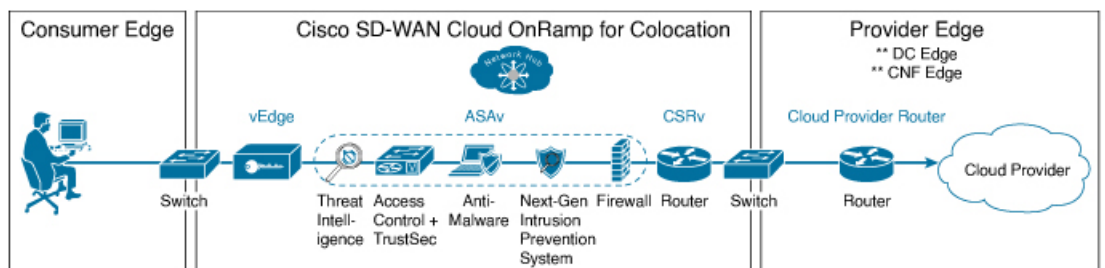 Consumer Edge
Cisco SD-WAN Cloud OnRamp for Colocation
Provider Edge
** DC Edge
** CNF Edge
Network Hub
vEdge
ASAv
CSRv
Cloud Provider Router
Cloud Provider
Switch
Threat
Intell-
igence
Access
Control +
TrustSec
Anti-
Malware
Next-Gen
Intrusion
Prevention
System
Firewall
Router
Switch
Router